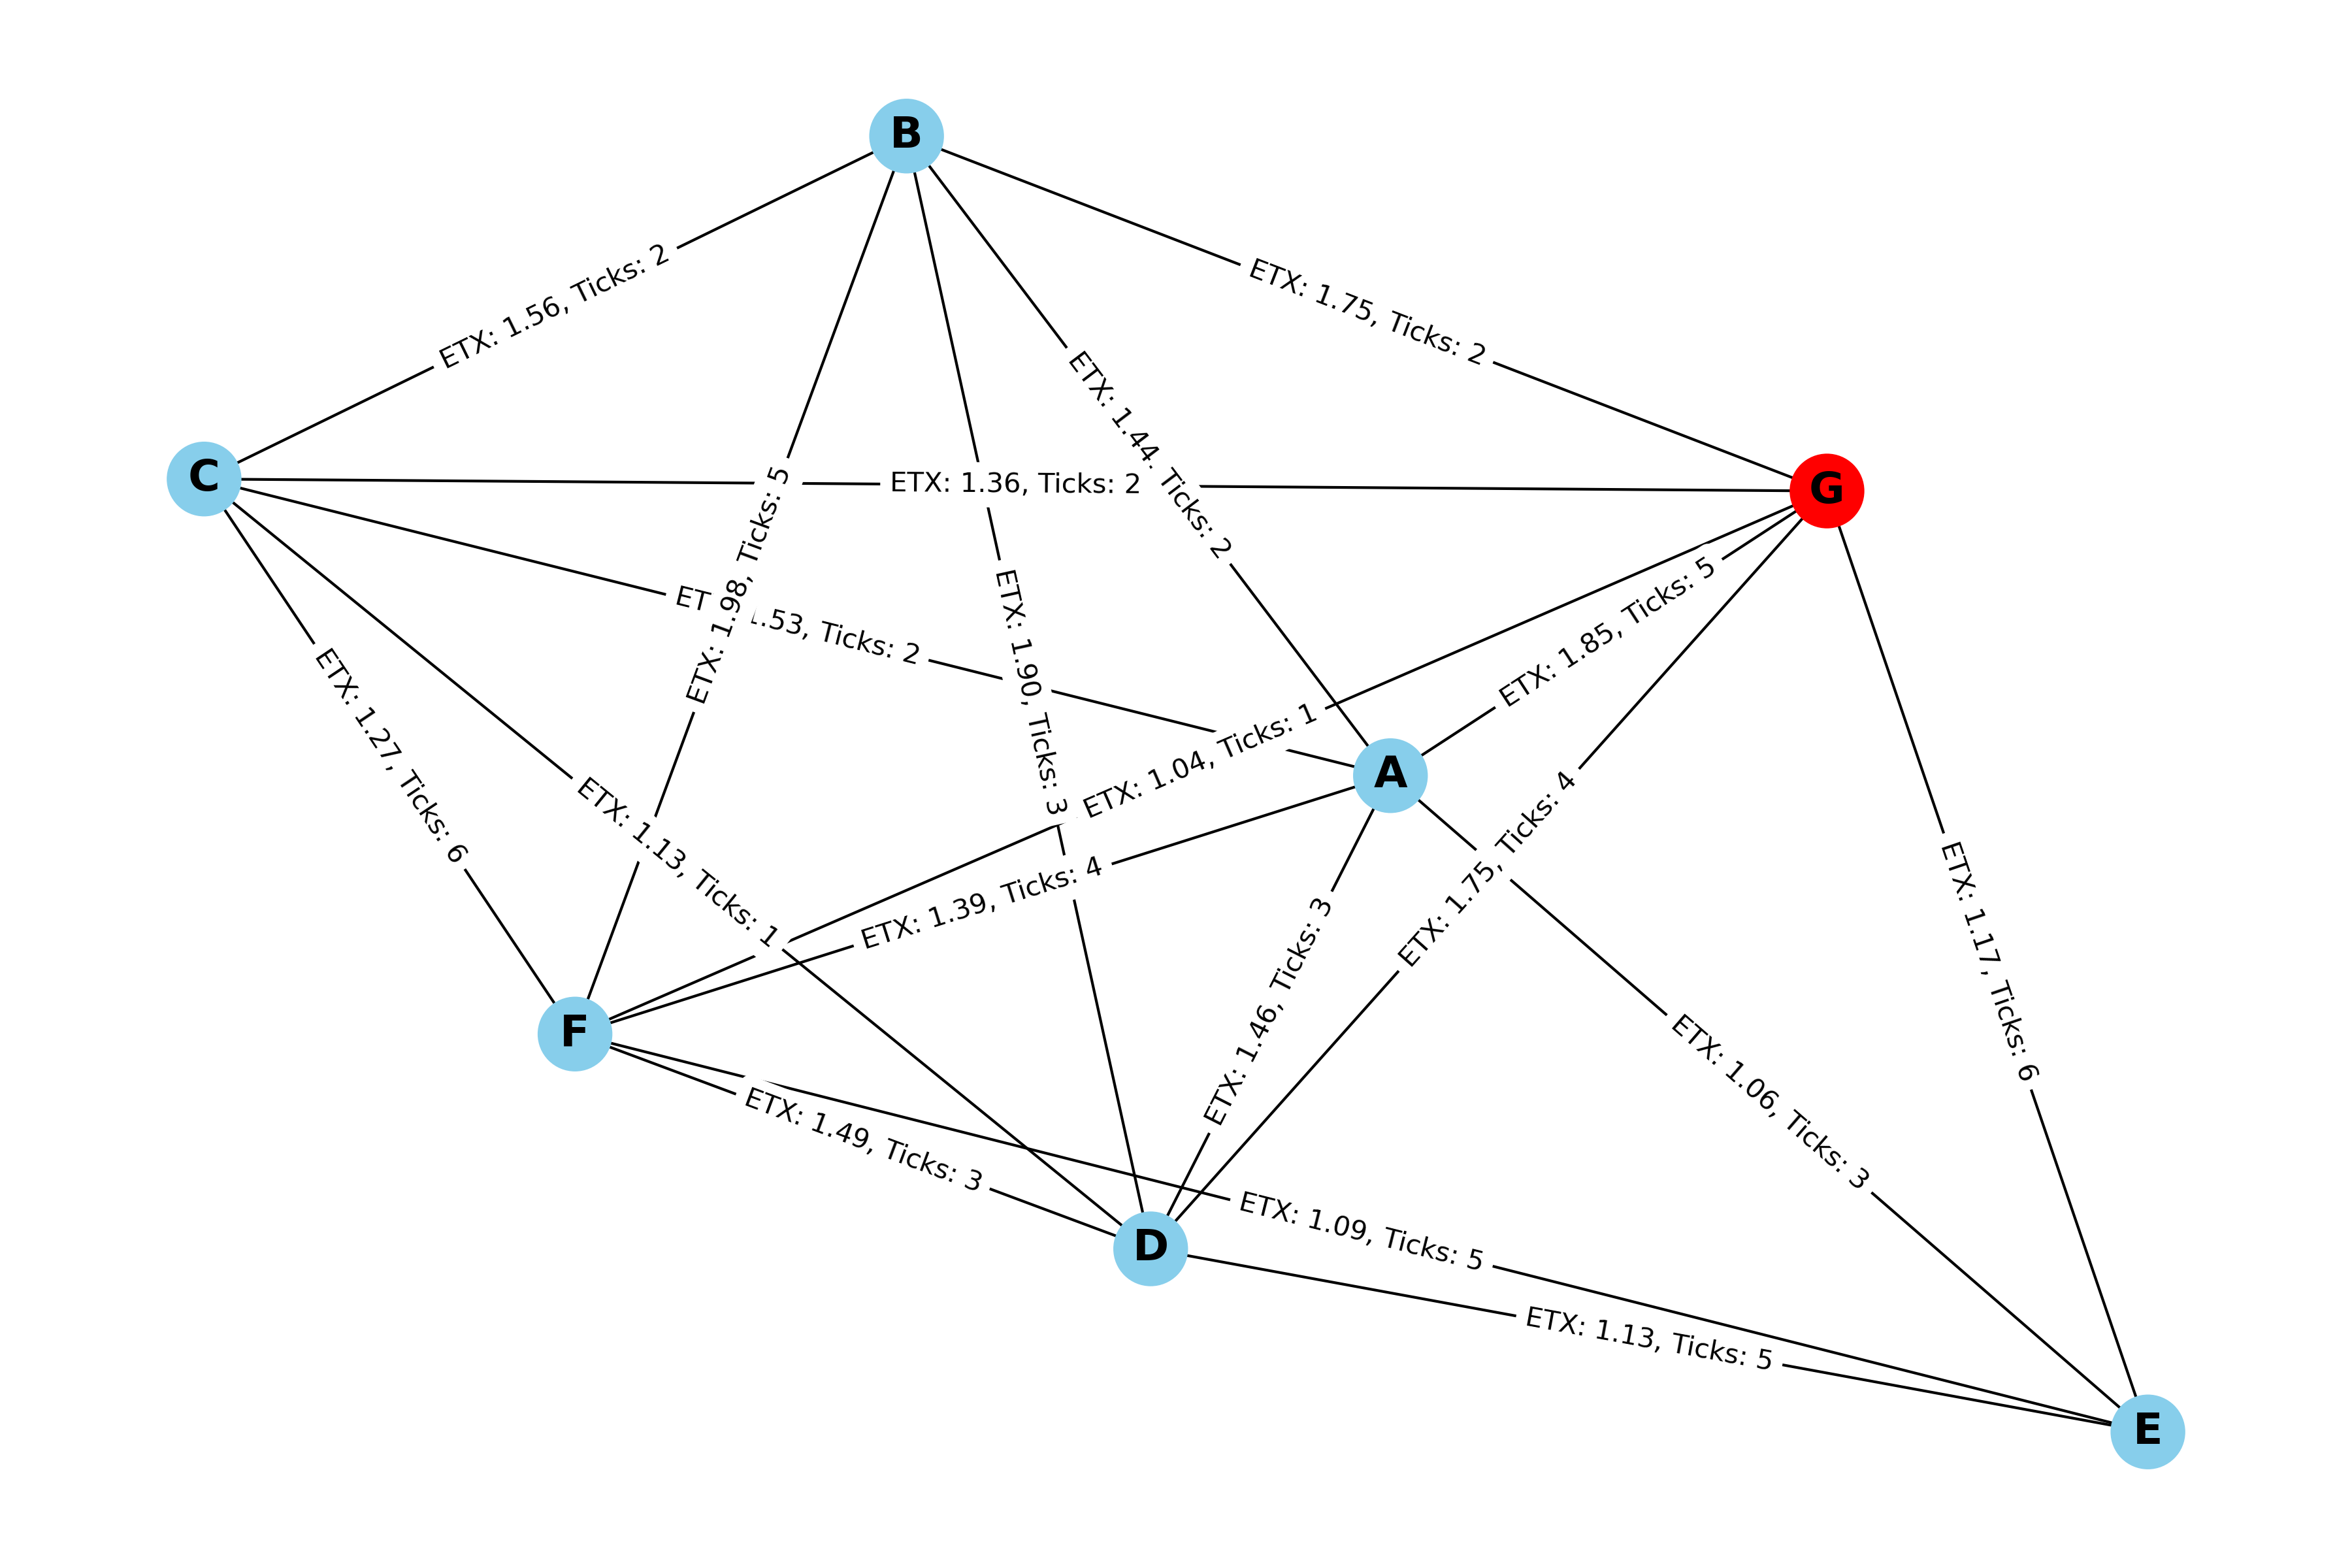 B
ETX: 1.56, Ticks: 2
ETX: 1.75, Ticks: 2
C
G
ETX: 1.44, Ticks: 2
ETX: 1.36, Ticks: 2
ETX: 1.98, Ticks: 5
.53, Ticks: 2
ETX: 1.90, Ticks: 3
ETX: 1.85, Ticks: 5
ETX: 1.27, Ticks: 6
ETX: 1.04, Ticks: 1
A
ETX: 1.13, Ticks: 1
ETX: 1.75, Ticks: 4
ETX: 1.39, Ticks: 4
ETX: 1.17, Ticks: 6
ETX: 1.46, Ticks: 3
F
ETX: 1.06, Ticks: 3
ETX: 1.49, Ticks: 3
ETX: 1.09, Ticks: 5
D
ETX: 1.13, Ticks: 5
E